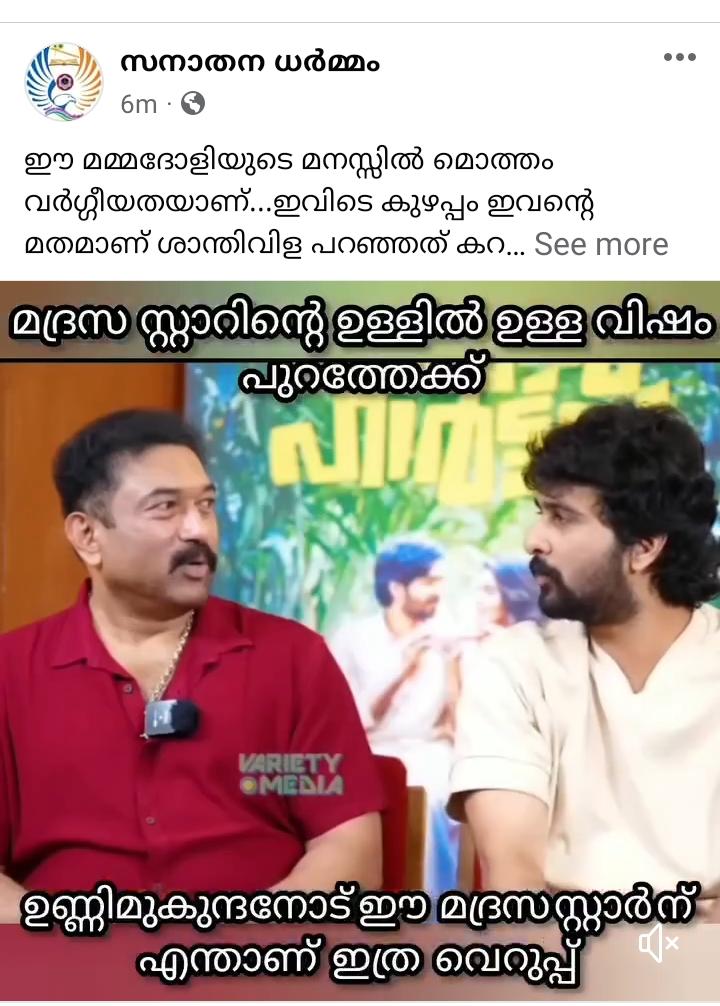 സനാതന ധർമ്മം
6m ·
ഈ മമ്മദോളിയുടെ മനസ്സിൽ മൊത്തം
വർഗ്ഗീയതയാണ്...ഇവിടെ കുഴപ്പം ഇവന്റെ
മതമാണ് ശാന്തിവിള പറഞ്ഞത് കറ... See more
മദ്രസ സ്റ്റാറിന്റെ ഉള്ളിൽ ഉള്ള വിഷം
പുറത്തേക്ക്
VARIETY
MEDIA
ഉണ്ണിമുകുന്ദനോട് ഈ മദ്രസസ്റ്റാർന്
എന്താണ് ഇത്ര വെറുപ്പ്